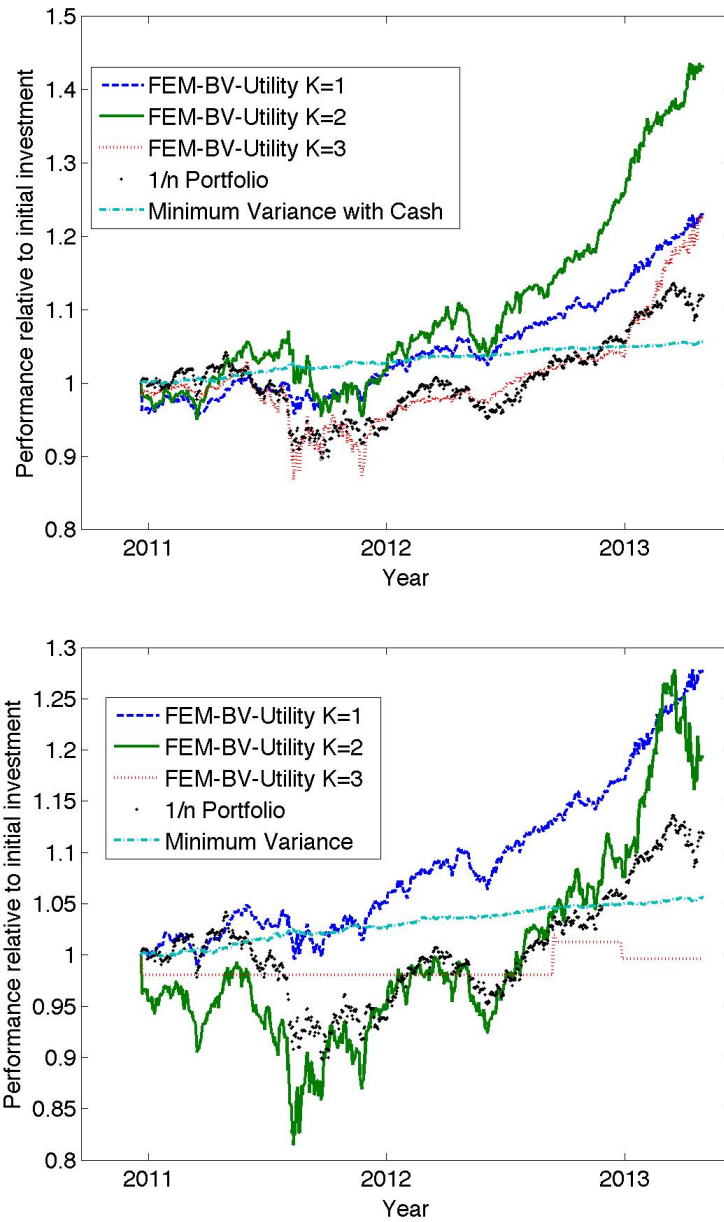 1.5
1.4
1.3
1.2
1.1
1
0.9
0.8
Performance relative to initial investment
FEM-BV-Utility K=1
FEM-BV-Utility K=2
FEM-BV-Utility K=3
1/n Portfolio
Minimum Variance with Cash
2011
2012
2013
Year
1.3
1.25
1.2
1.15
1.1
1.05
1
0.95
0.9
0.85
0.8
Performance relative to initial investment
FEM-BV-Utility K=1
FEM-BV-Utility K=2
FEM-BV-Utility K=3
1/n Portfolio
Minimum Variance
2011
2012
2013
Year